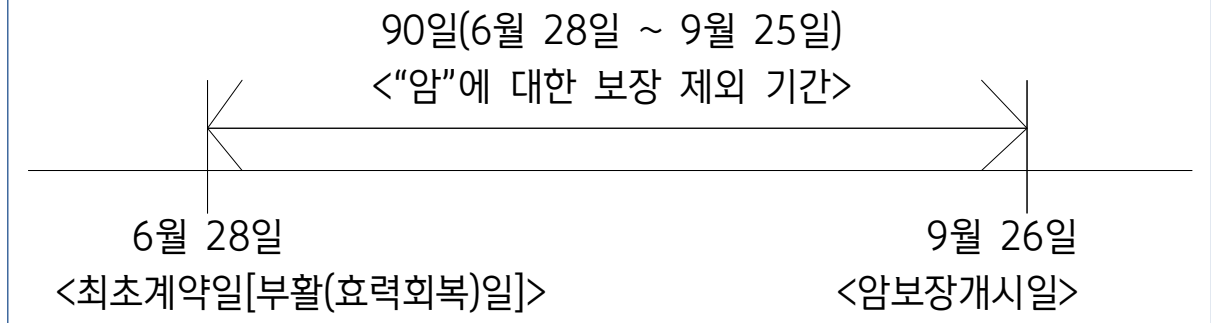 90일(6월 28일 ~ 9월 25일)
<“암”에 대한 보장 제외 기간>
6월 28일
9월 26일
<최초계약일[부활(효력회복)일]>
<암보장개시일>